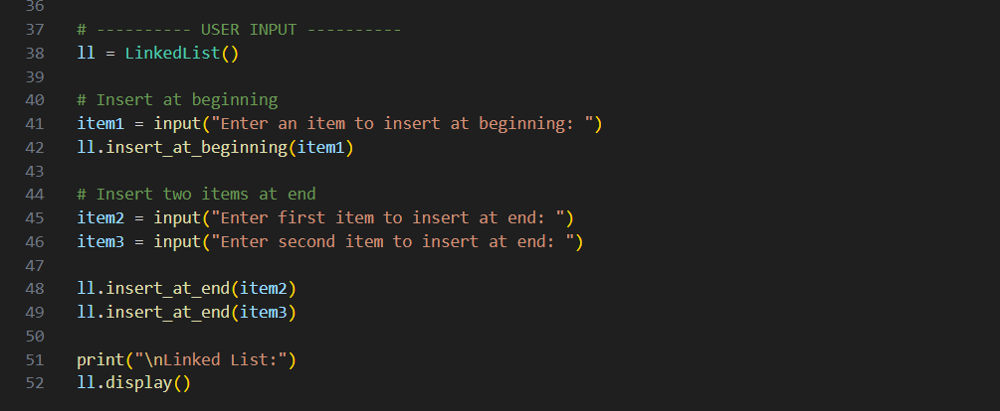 36
37 # ---------- USER INPUT ----------
38 ll = LinkedList()
39
40 # Insert at beginning
41 item1 = input("Enter an item to insert at beginning: ")
42 ll.insert_at_beginning(item1)
43
44 # Insert two items at end
45 item2 = input("Enter first item to insert at end: ")
46 item3 = input("Enter second item to insert at end: ")
47
48 ll.insert_at_end(item2)
49 ll.insert_at_end(item3)
50
51 print("\nLinked List:")
52 ll.display()